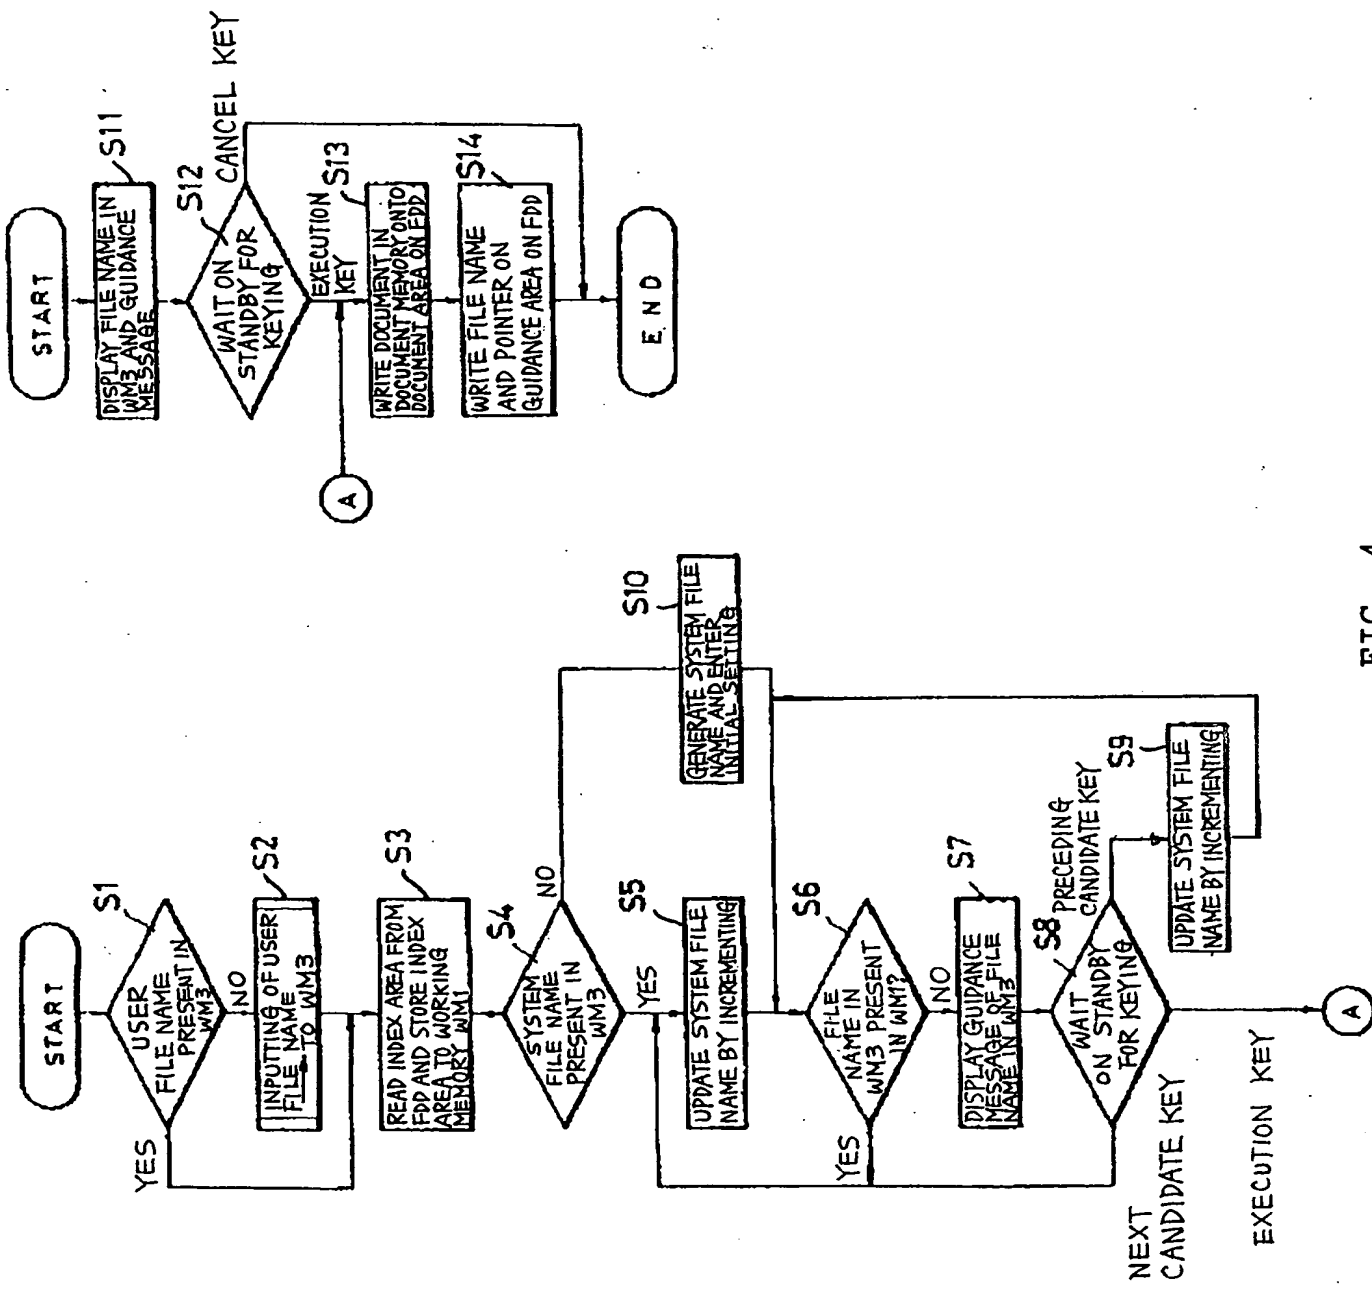 START
S1
USER
FILE NAME
PRESENT IN
WM3
YES
NO
S2
INPUTTING OF USER
FILE NAME
TO WM3
S3
READ INDEX AREA FROM
FDD AND STORE INDEX
AREA TO WORKING
MEMORY WM1
S4
SYSTEM
FILE NAME
PRESENT IN
WM3
NO
YES
S5
UPDATE SYSTEM FILE
NAME BY INCREMENTING
S10
GENERATE SYSTEM FILE
NAME AND ENTER
INITIAL SETTING
S6
FILE
NAME IN
WM3 PRESENT
IN WM1?
YES
NO
S7
DISPLAY GUIDANCE
MESSAGE OF FILE
NAME IN WM3
S8
WAIT
ON STANDBY
FOR KEYING
PRECEDING
CANDIDATE KEY
S9
UPDATE SYSTEM FILE
NAME BY INCREMENTING
NEXT
CANDIDATE KEY
EXECUTION KEY
A
START
S11
DISPLAY FILE NAME IN
WM3 AND GUIDANCE
MESSAGE
S12
WAIT ON
STANDBY FOR
KEYING
CANCEL KEY
EXECUTION
KEY
A
S13
WRITE DOCUMENT IN
DOCUMENT MEMORY ONTO
DOCUMENT AREA ON FDD
S14
WRITE FILE NAME
AND POINTER ON
GUIDANCE AREA ON FDD
END
FIG.